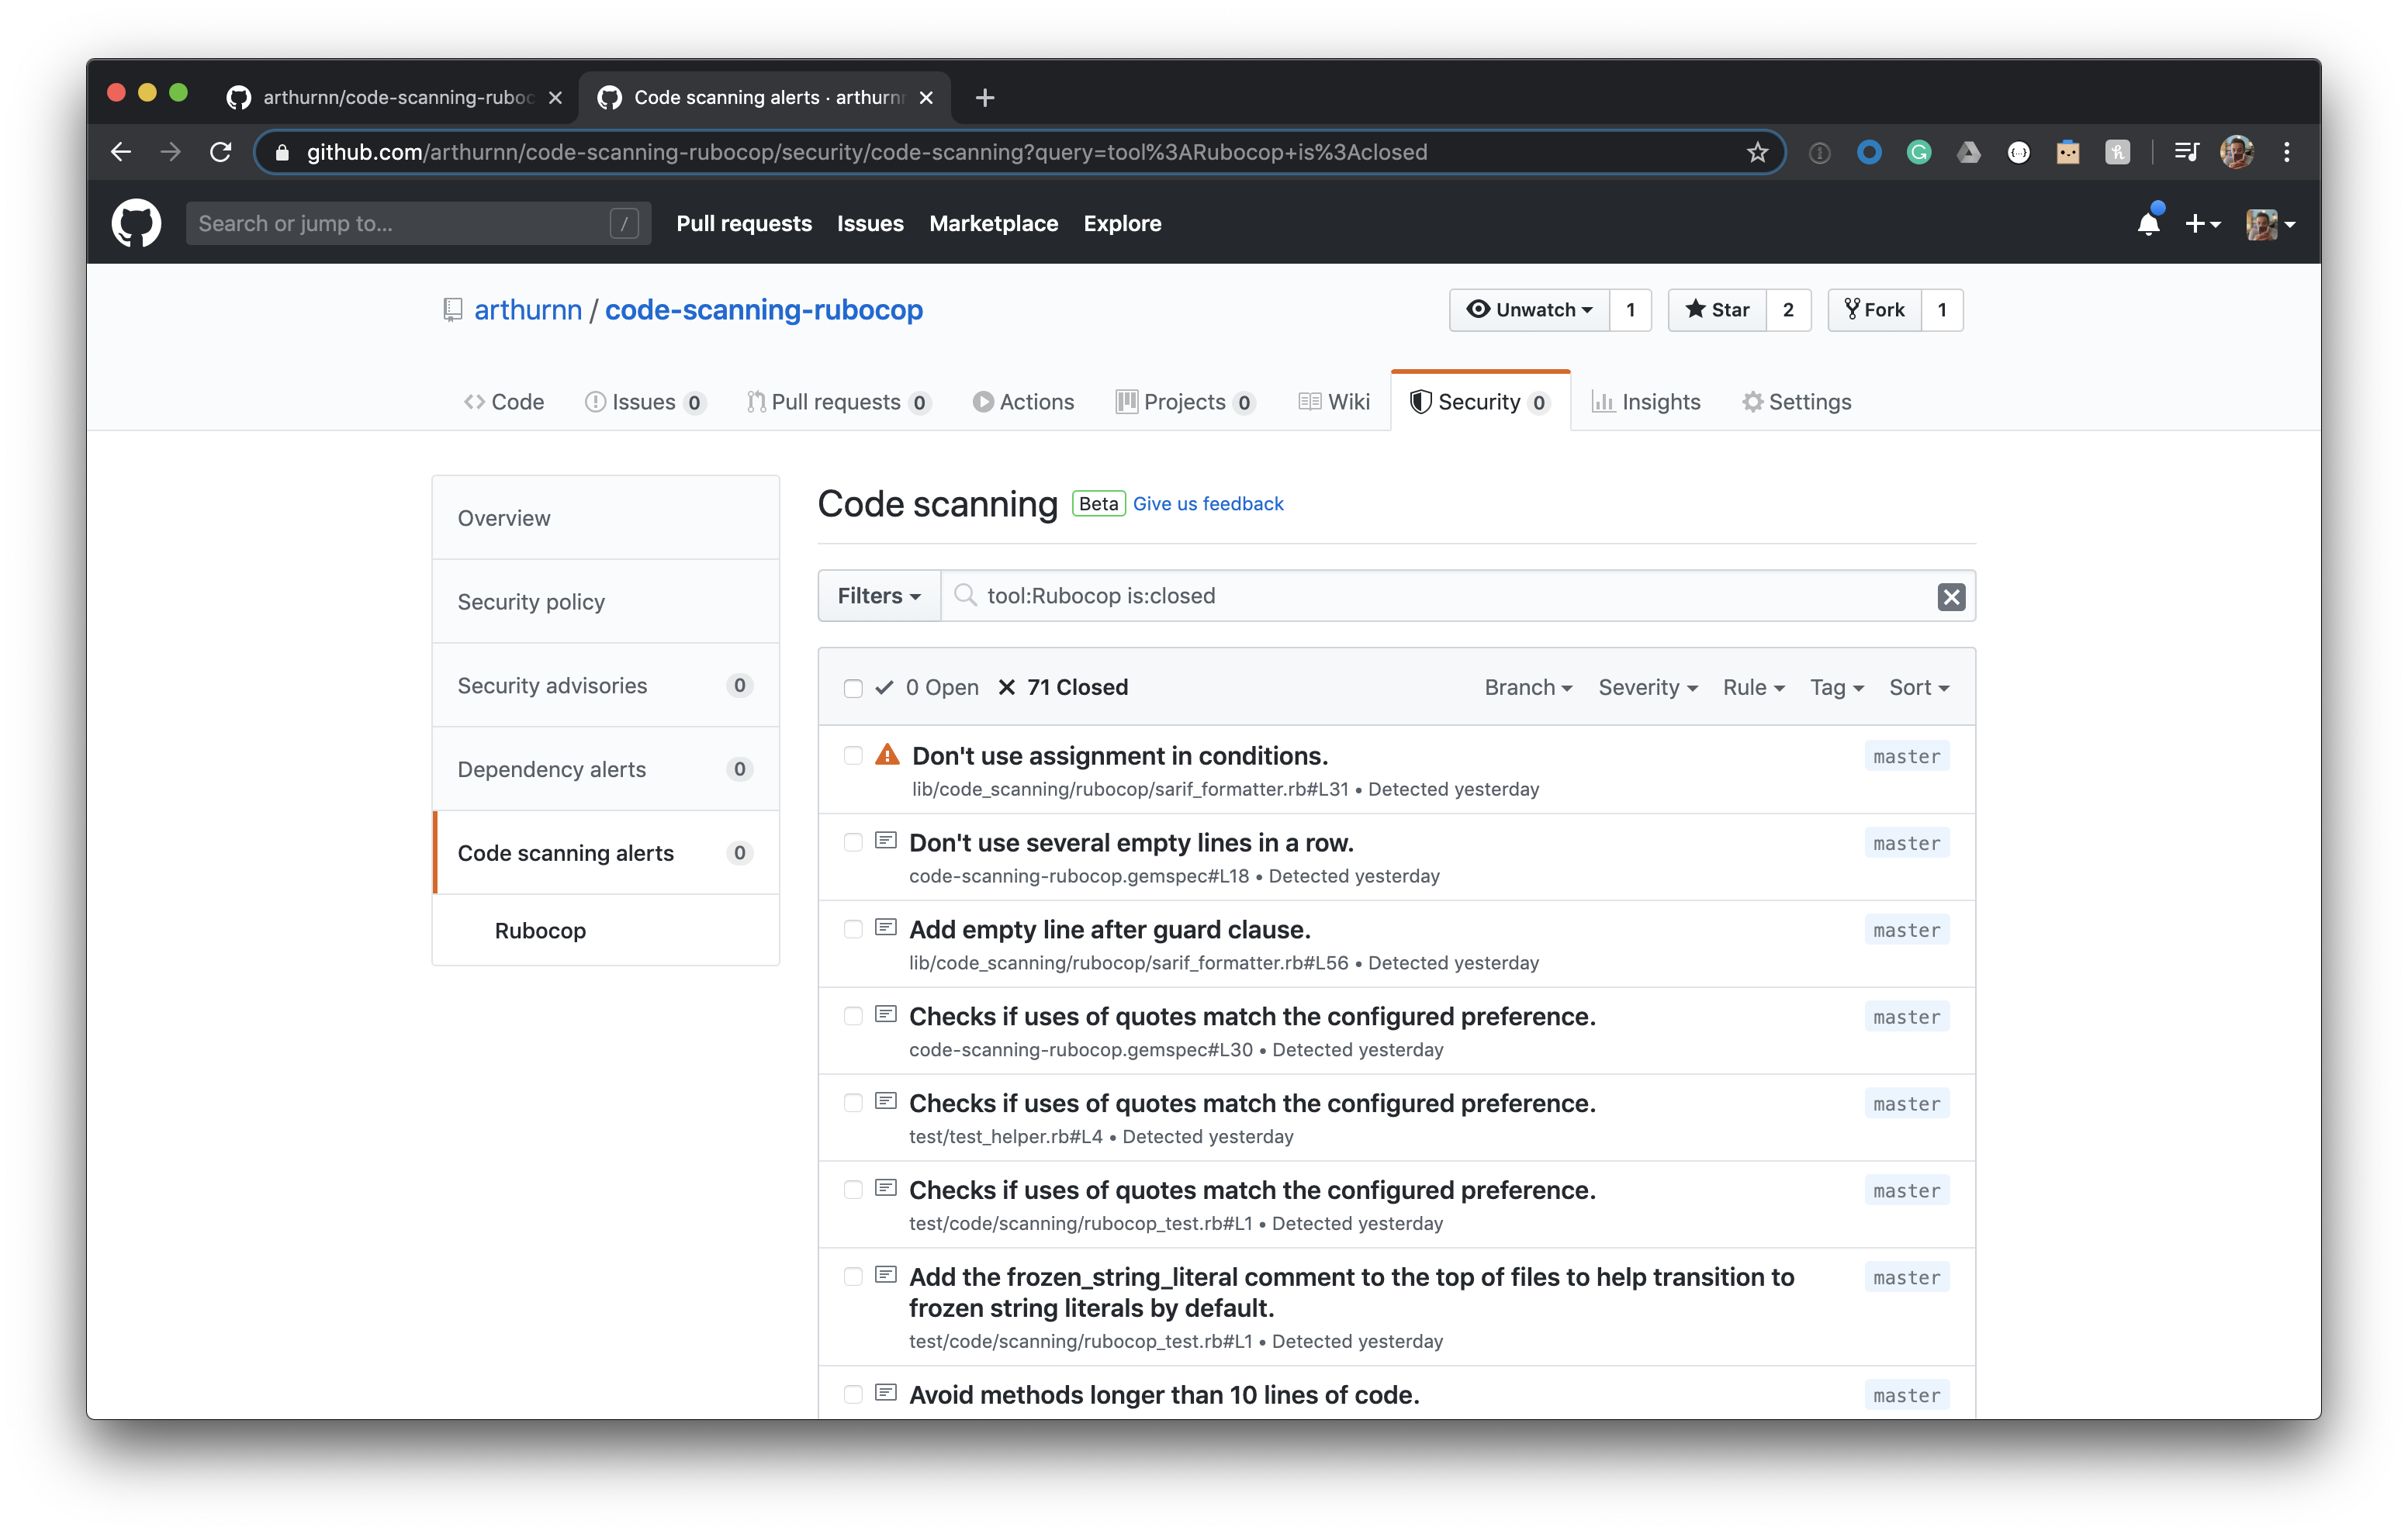 arthurnn/code-scanning-ruboc
Code scanning alerts · arthurn
github.com/arthurnn/code-scanning-rubocop/security/code-scanning?query=tool%3ARubocop+is%3Aclosed
Search or jump to... /
Pull requests Issues Marketplace Explore
arthurnn / code-scanning-rubocop
Unwatch 1 Star 2 Fork 1
Code Issues 0 Pull requests 0 Actions Projects 0 Wiki Security 0 Insights Settings
Overview
Security policy
Security advisories 0
Dependency alerts 0
Code scanning alerts 0
Rubocop
Code scanning Beta Give us feedback
Filters tool:Rubocop is:closed
0 Open 71 Closed Branch Severity Rule Tag Sort
Don't use assignment in conditions. master
lib/code_scanning/rubocop/sarif_formatter.rb#L31 • Detected yesterday
Don't use several empty lines in a row. master
code-scanning-rubocop.gemspec#L18 • Detected yesterday
Add empty line after guard clause. master
lib/code_scanning/rubocop/sarif_formatter.rb#L56 • Detected yesterday
Checks if uses of quotes match the configured preference. master
code-scanning-rubocop.gemspec#L30 • Detected yesterday
Checks if uses of quotes match the configured preference. master
test/test_helper.rb#L4 • Detected yesterday
Checks if uses of quotes match the configured preference. master
test/code/scanning/rubocop_test.rb#L1 • Detected yesterday
Add the frozen_string_literal comment to the top of files to help transition to master
frozen string literals by default.
test/code/scanning/rubocop_test.rb#L1 • Detected yesterday
Avoid methods longer than 10 lines of code. master